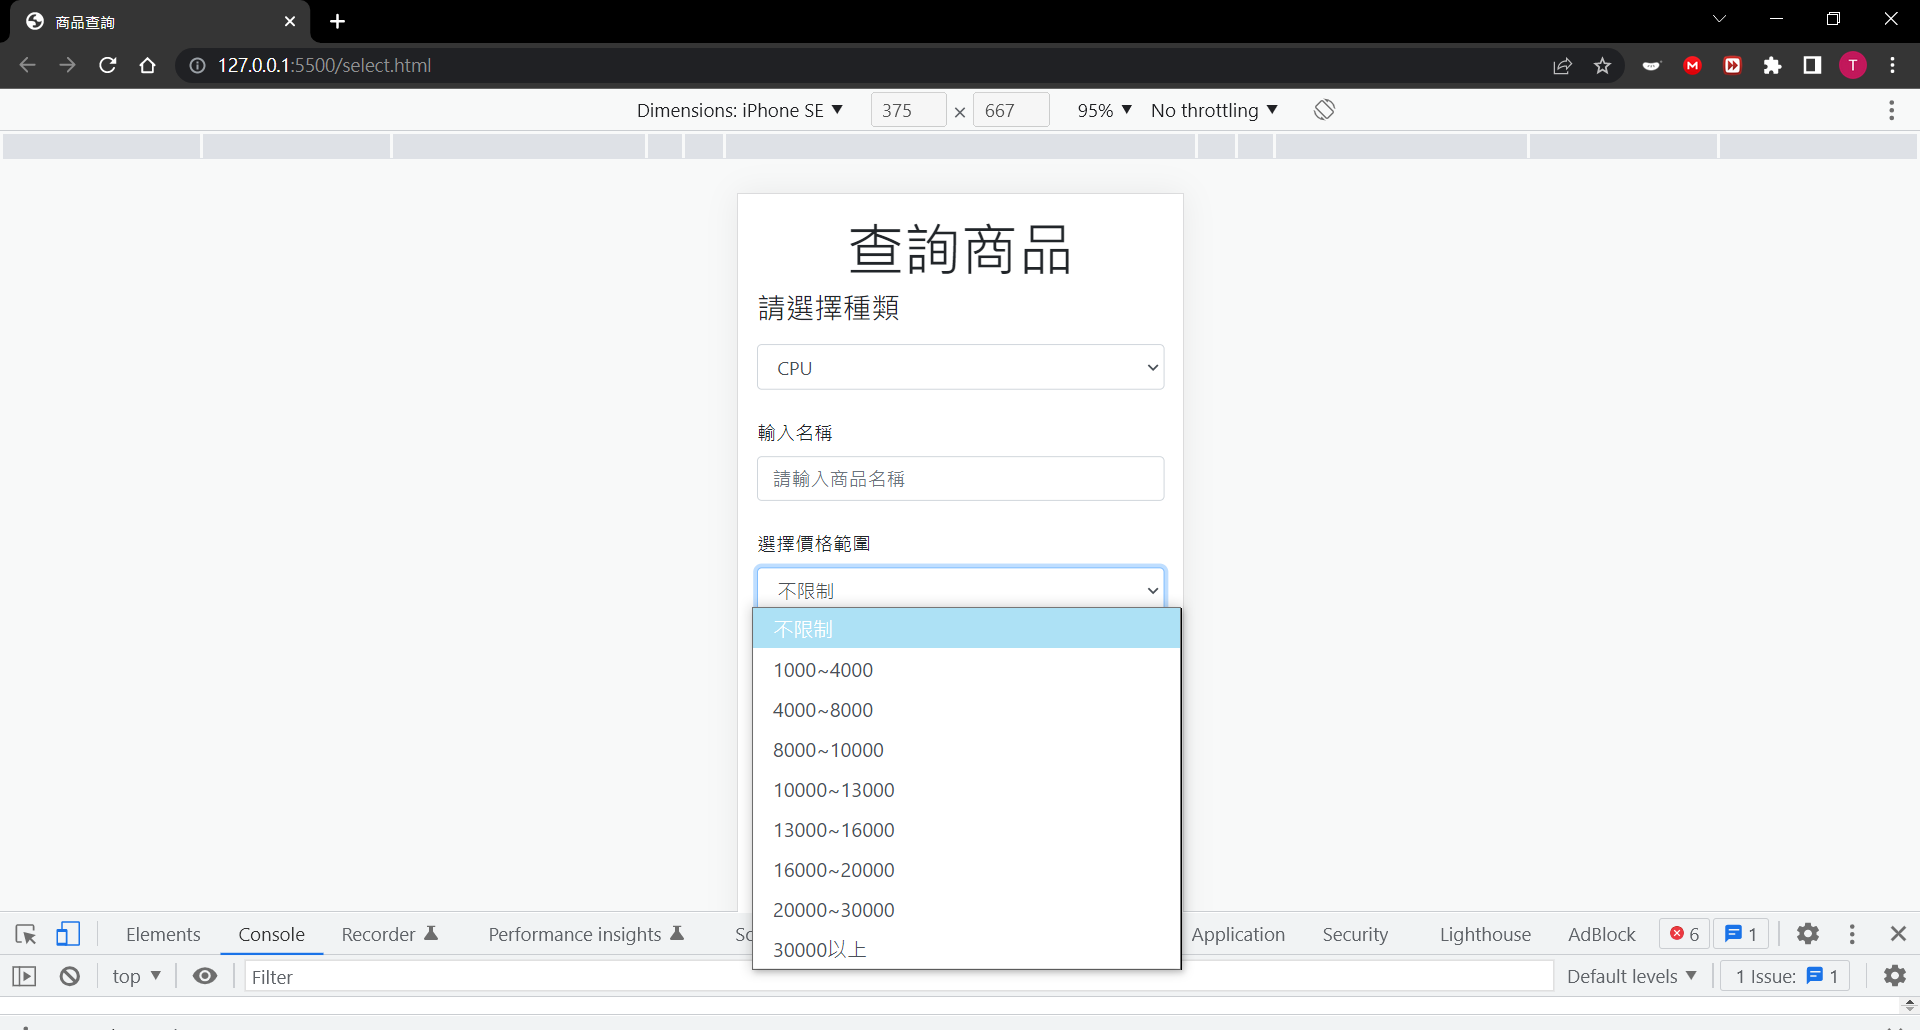 商品查詢
127.0.0.1:5500/select.html
T
Dimensions: iPhone SE 375 × 667 95% No throttling
查詢商品
請選擇種類
CPU
輸入名稱
請輸入商品名稱
選擇價格範圍
不限制
不限制
1000~4000
4000~8000
8000~10000
10000~13000
13000~16000
16000~20000
20000~30000
30000以上
Elements Console Recorder Performance insights Application Security Lighthouse AdBlock 6 1
top Filter Default levels 1 Issue: 1